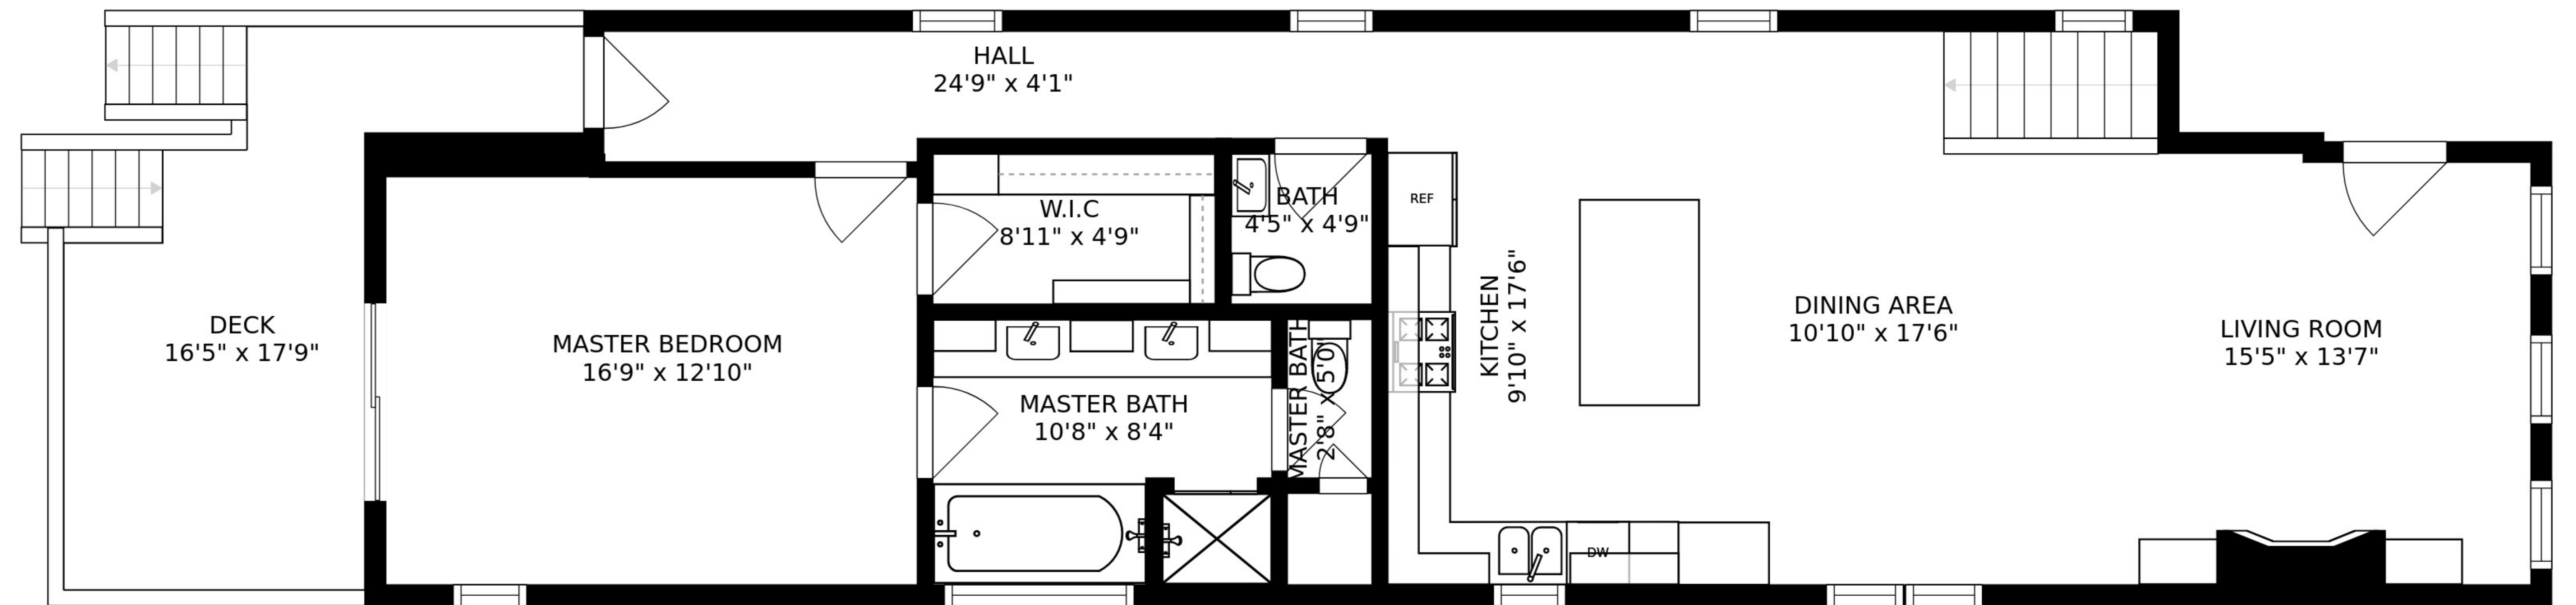 HALL
24'9" x 4'1"
W.I.C
8'11" x 4'9"
BATH
4'5" x 4'9"
REF
KITCHEN
9'10" x 17'6"
DINING AREA
10'10" x 17'6"
LIVING ROOM
15'5" x 13'7"
DECK
16'5" x 17'9"
MASTER BEDROOM
16'9" x 12'10"
MASTER BATH
10'8" x 8'4"
MASTER BATH
2'8" x 5'0"
DW